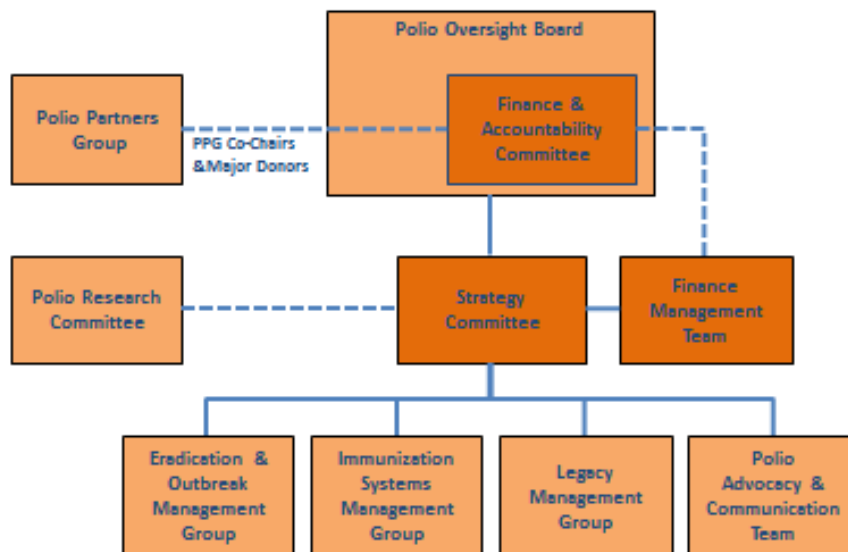 Polio Oversight Board
Polio Partners
Group
PPG Co-Chairs
&Major Donors
Finance &
Accountability
Committee
Polio Research
Committee
Strategy
Committee
Finance
Management
Team
Eradication &
Outbreak
Management
Group
Immunization
Systems
Management
Group
Legacy
Management
Group
Polio
Advocacy &
Communication
Team